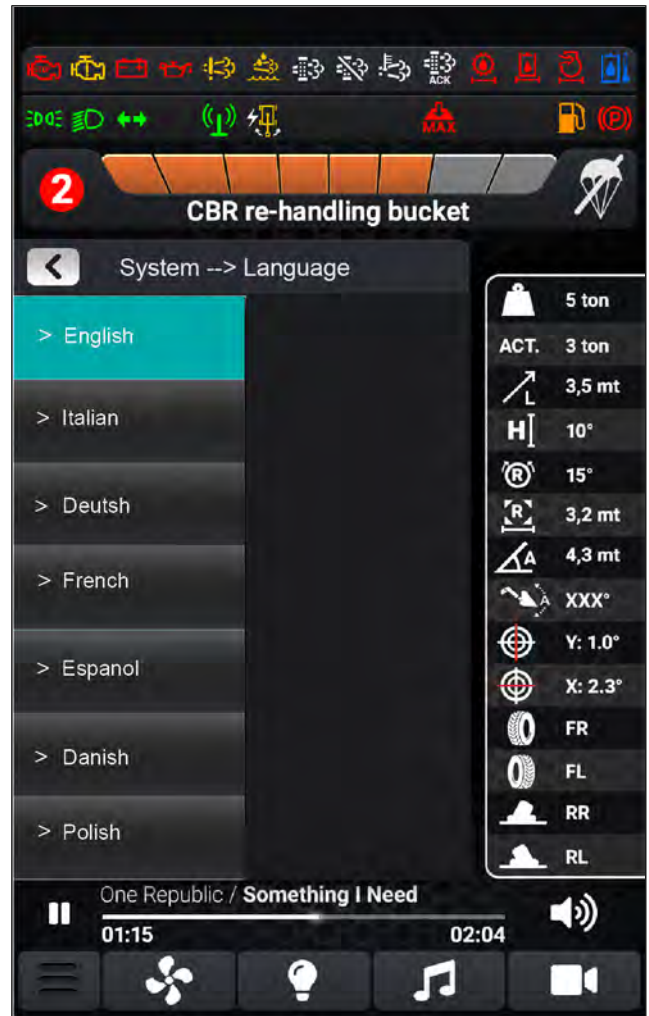 ACK
MAX
(P)
2
CBR re-handling bucket
System --> Language
> English
> Italian
> Deutsh
> French
> Espanol
> Danish
> Polish
5 ton
ACT. 3 ton
L 3,5 mt
H 10°
R 15°
R 3,2 mt
A 4,3 mt
A XXX°
Y: 1.0°
X: 2.3°
FR
FL
RR
RL
One Republic / Something I Need
01:15 02:04